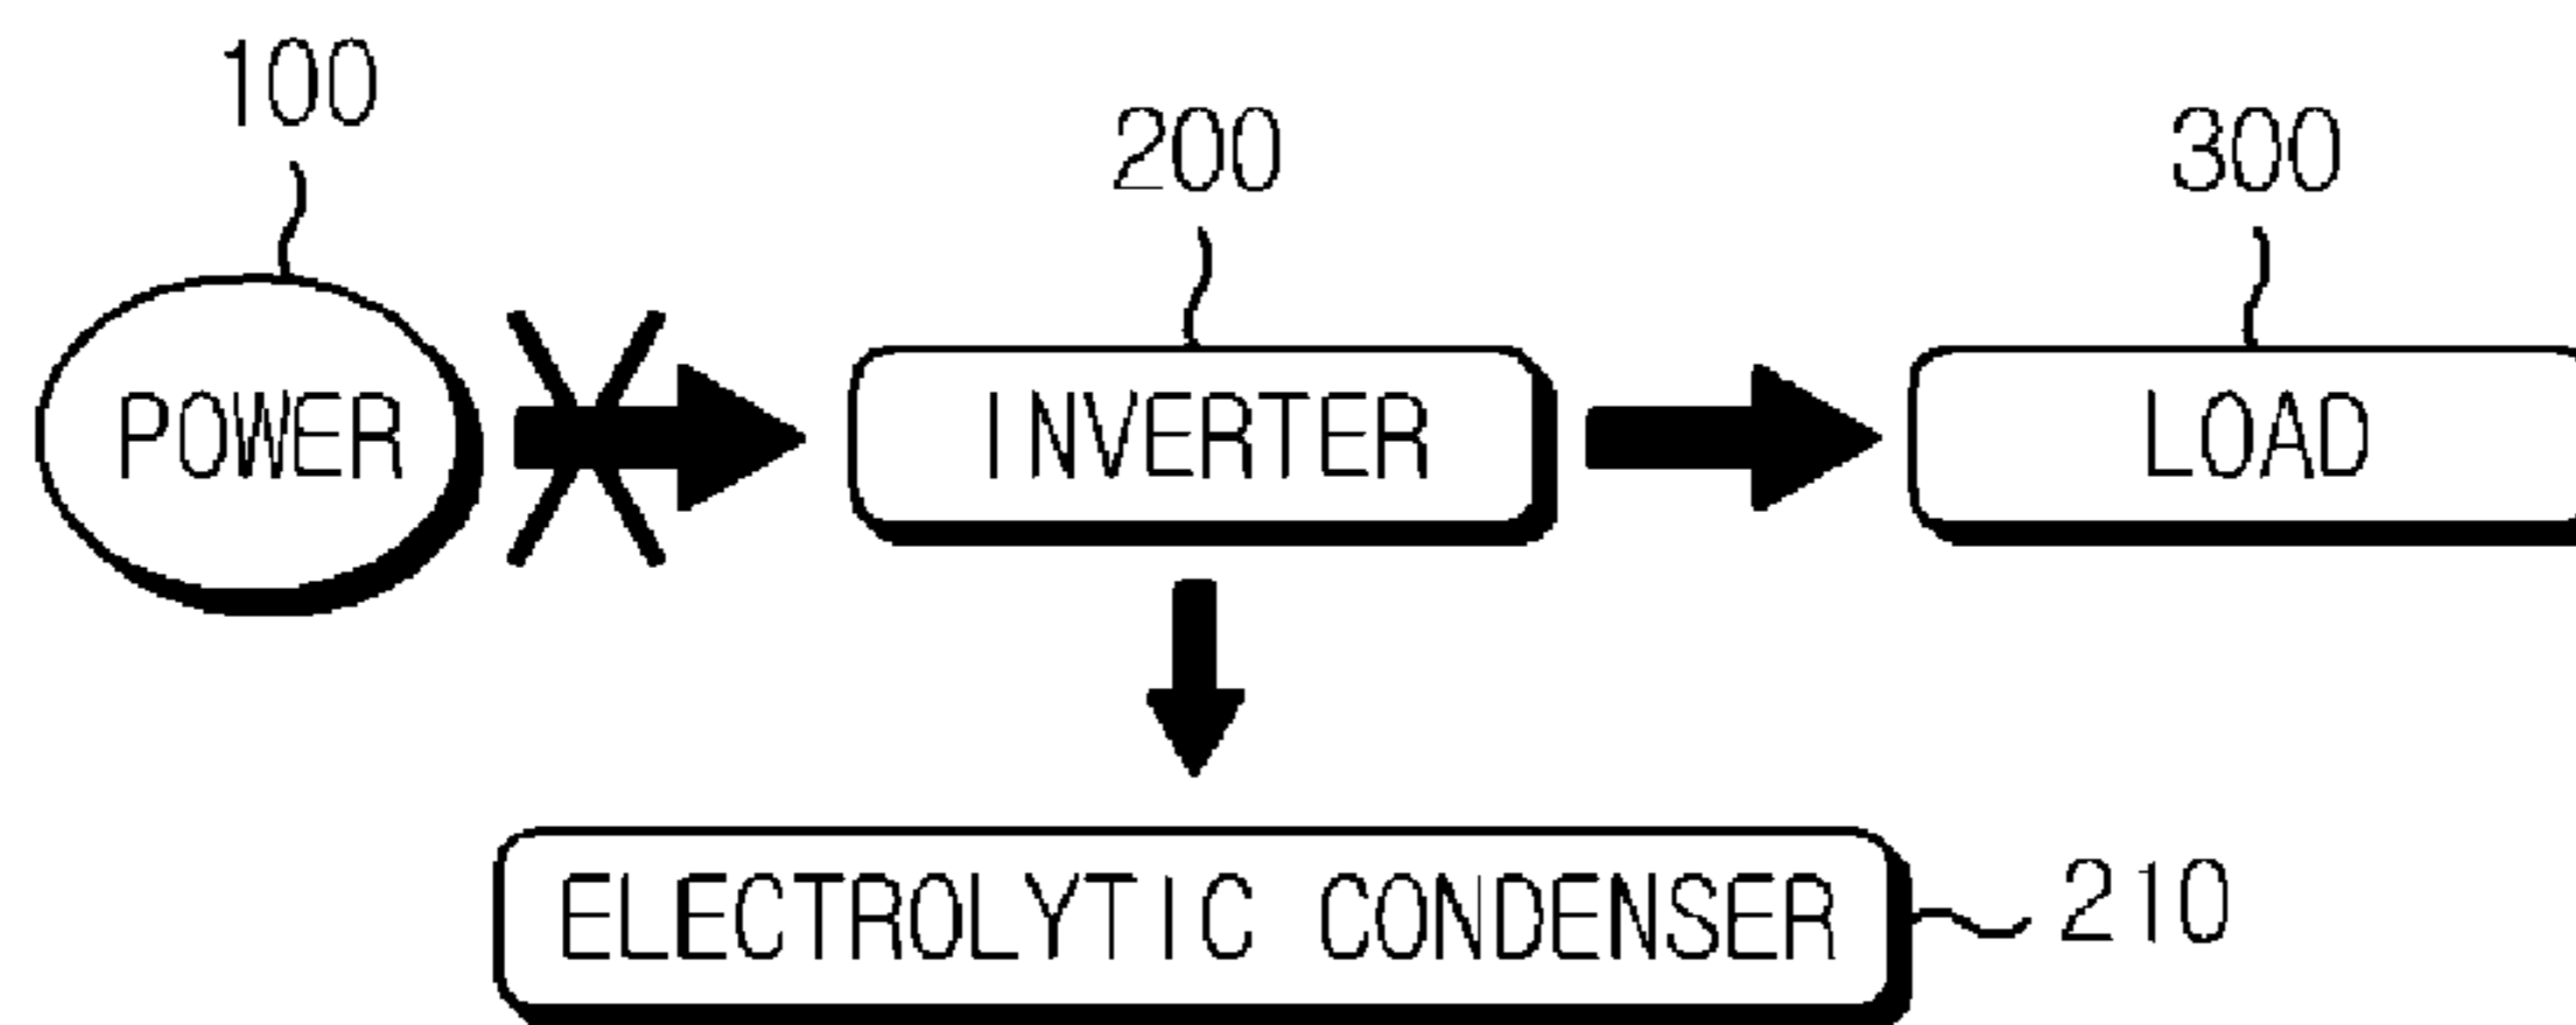 100
200
300
POWER
INVERTER
LOAD
ELECTROLYTIC CONDENSER
210